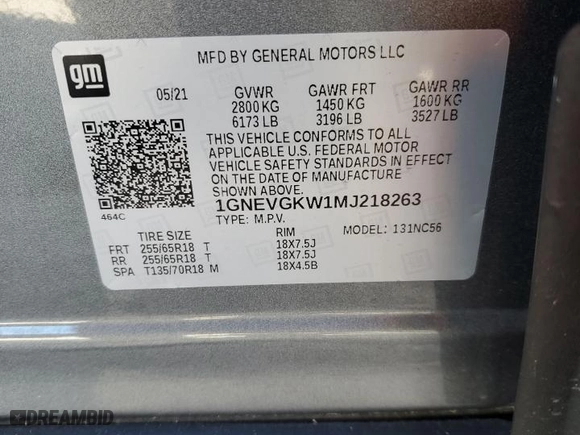 gm
MFD BY GENERAL MOTORS LLC
05/21 GVWR GAWR FRT GAWR RR
2800 KG 1450 KG 1600 KG
6173 LB 3196 LB 3527 LB
THIS VEHICLE CONFORMS TO ALL
APPLICABLE U.S. FEDERAL MOTOR
VEHICLE SAFETY STANDARDS IN EFFECT
ON THE DATE OF MANUFACTURE
SHOWN ABOVE.
464C
1GNEVGKW1MJ218263
TYPE: M.P.V. MODEL: 131NC56
TIRE SIZE RIM
FRT 255/65R18 T 18X7.5J
RR 255/65R18 T 18X7.5J
SPA T135/70R18 M 18X4.5B
DREAMBID